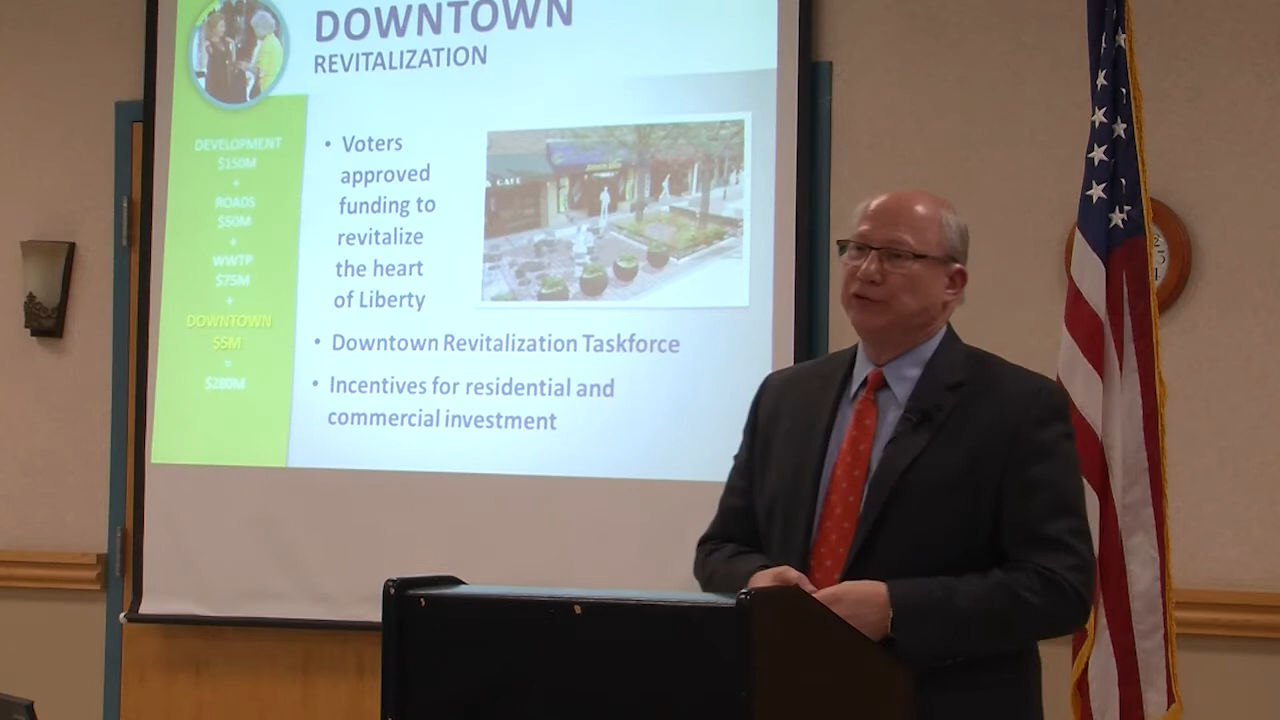 DOWNTOWN
REVITALIZATION
DEVELOPMENT
$150M
+
ROADS
$50M
+
WWTP
$75M
+
DOWNTOWN
$5M
=
$280M
• Voters
approved
funding to
revitalize
the heart
of Liberty
CAFE
• Downtown Revitalization Taskforce
• Incentives for residential and
commercial investment